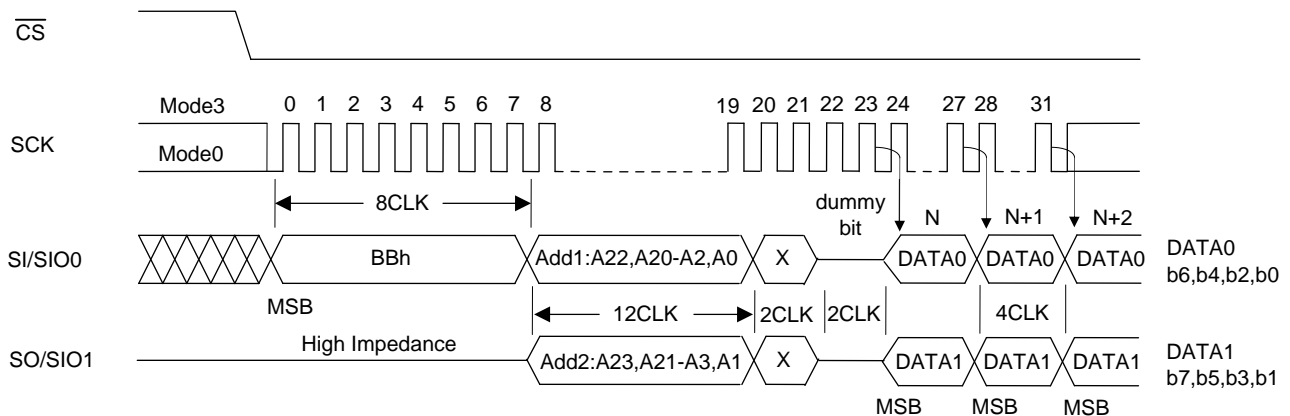 CS
Mode3
0 1 2 3 4 5 6 7 8 19 20 21 22 23 24 27 28 31
SCK
Mode0
8CLK
dummy
bit
N N+1 N+2
SI/SIO0
BBh
Add1:A22,A20-A2,A0
X
DATA0 DATA0 DATA0
DATA0
b6,b4,b2,b0
MSB
12CLK
2CLK
2CLK
4CLK
High Impedance
SO/SIO1
Add2:A23,A21-A3,A1
X
DATA1 DATA1 DATA1
DATA1
b7,b5,b3,b1
MSB MSB MSB